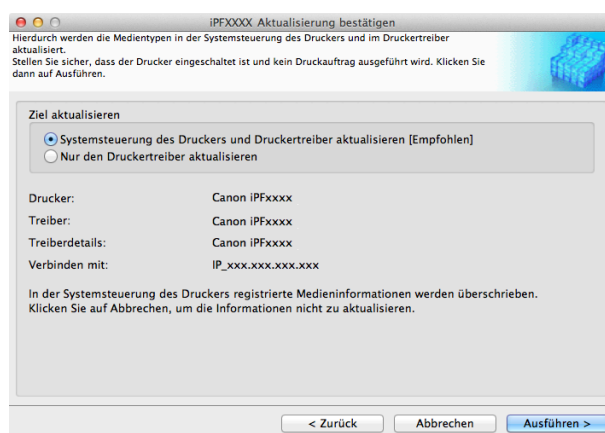 iPFXXXX Aktualisierung bestätigen
Hierdurch werden die Medientypen in der Systemsteuerung des Druckers und im Druckertreiber
aktualisiert.
Stellen Sie sicher, dass der Drucker eingeschaltet ist und kein Druckauftrag ausgeführt wird. Klicken Sie
dann auf Ausführen.
Ziel aktualisieren
Systemsteuerung des Druckers und Druckertreiber aktualisieren [Empfohlen]
Nur den Druckertreiber aktualisieren
Drucker: Canon iPFxxxx
Treiber: Canon iPFxxxx
Treiberdetails: Canon iPFxxxx
Verbinden mit: IP_xxx.xxx.xxx.xxx
In der Systemsteuerung des Druckers registrierte Medieninformationen werden überschrieben.
Klicken Sie auf Abbrechen, um die Informationen nicht zu aktualisieren.
< Zurück Abbrechen Ausführen >